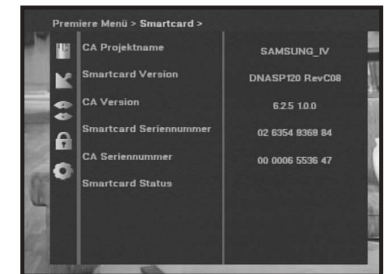 Premiere Menü > Smartcard >
CA Projektname SAMSUNG_IV
Smartcard Version DNASP120 RevC08
CA Version 6.2.5 1.0.0
Smartcard Seriennummer 02 6354 9369 84
CA Seriennummer 00 0006 5536 47
Smartcard Status